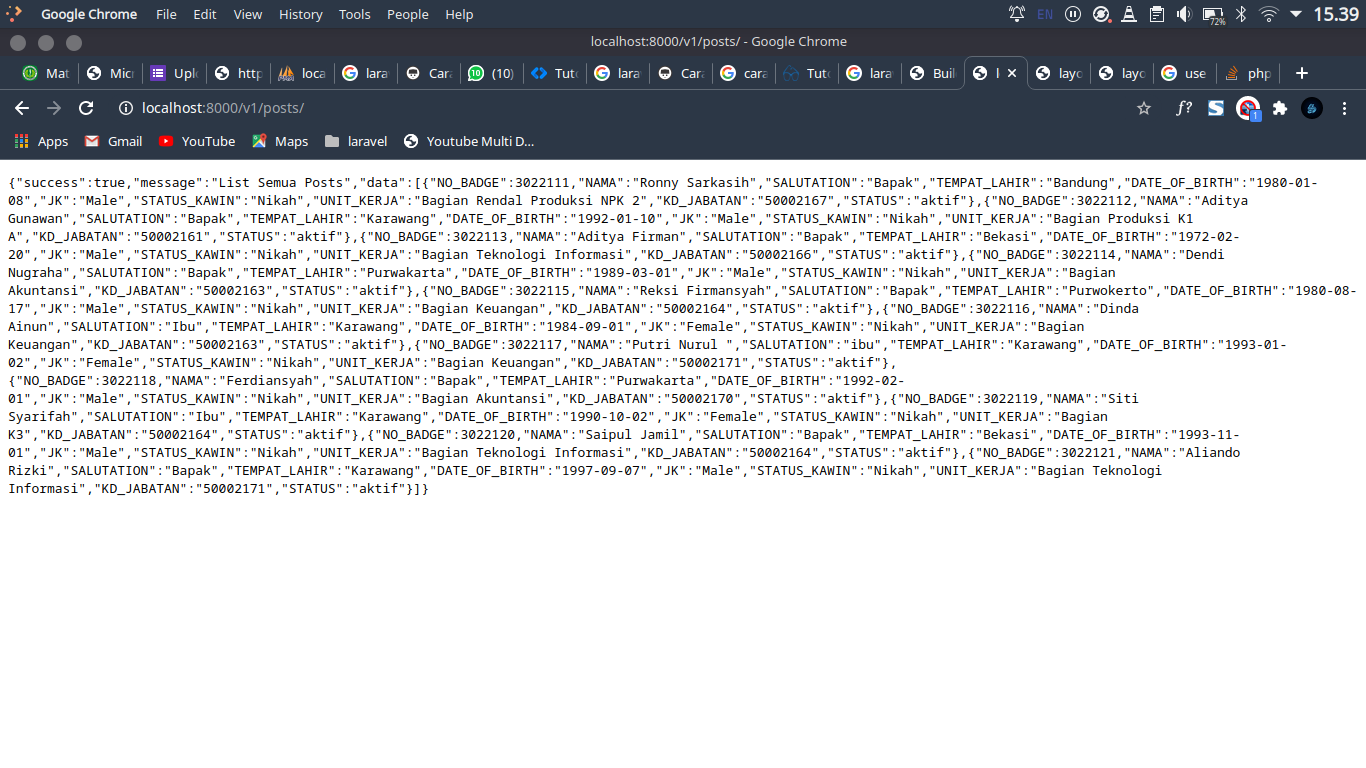 Google Chrome File Edit View History Tools People Help EN 72% 15.39
localhost:8000/v1/posts/ - Google Chrome
Mat Micr Uplo http loca lara Cara 10 (10) Tuto lara Cara cara Tuto lara Buil l layo layo use php
localhost:8000/v1/posts/ f? S 1
Apps Gmail YouTube Maps laravel Youtube Multi D...
{"success":true,"message":"List Semua Posts","data":[{"NO_BADGE":3022111,"NAMA":"Ronny Sarkasih","SALUTATION":"Bapak","TEMPAT_LAHIR":"Bandung","DATE_OF_BIRTH":"1980-01-
08","JK":"Male","STATUS_KAWIN":"Nikah","UNIT_KERJA":"Bagian Rendal Produksi NPK 2","KD_JABATAN":"50002167","STATUS":"aktif"},{"NO_BADGE":3022112,"NAMA":"Aditya
Gunawan","SALUTATION":"Bapak","TEMPAT_LAHIR":"Karawang","DATE_OF_BIRTH":"1992-01-10","JK":"Male","STATUS_KAWIN":"Nikah","UNIT_KERJA":"Bagian Produksi K1
A","KD_JABATAN":"50002161","STATUS":"aktif"},{"NO_BADGE":3022113,"NAMA":"Aditya Firman","SALUTATION":"Bapak","TEMPAT_LAHIR":"Bekasi","DATE_OF_BIRTH":"1972-02-
20","JK":"Male","STATUS_KAWIN":"Nikah","UNIT_KERJA":"Bagian Teknologi Informasi","KD_JABATAN":"50002166","STATUS":"aktif"},{"NO_BADGE":3022114,"NAMA":"Dendi
Nugraha","SALUTATION":"Bapak","TEMPAT_LAHIR":"Purwakarta","DATE_OF_BIRTH":"1989-03-01","JK":"Male","STATUS_KAWIN":"Nikah","UNIT_KERJA":"Bagian
Akuntansi","KD_JABATAN":"50002163","STATUS":"aktif"},{"NO_BADGE":3022115,"NAMA":"Reksi Firmansyah","SALUTATION":"Bapak","TEMPAT_LAHIR":"Purwokerto","DATE_OF_BIRTH":"1980-08-
17","JK":"Male","STATUS_KAWIN":"Nikah","UNIT_KERJA":"Bagian Keuangan","KD_JABATAN":"50002164","STATUS":"aktif"},{"NO_BADGE":3022116,"NAMA":"Dinda
Ainun","SALUTATION":"Ibu","TEMPAT_LAHIR":"Karawang","DATE_OF_BIRTH":"1984-09-01","JK":"Female","STATUS_KAWIN":"Nikah","UNIT_KERJA":"Bagian
Keuangan","KD_JABATAN":"50002163","STATUS":"aktif"},{"NO_BADGE":3022117,"NAMA":"Putri Nurul ","SALUTATION":"ibu","TEMPAT_LAHIR":"Karawang","DATE_OF_BIRTH":"1993-01-
02","JK":"Female","STATUS_KAWIN":"Nikah","UNIT_KERJA":"Bagian Keuangan","KD_JABATAN":"50002171","STATUS":"aktif"},
{"NO_BADGE":3022118,"NAMA":"Ferdiansyah","SALUTATION":"Bapak","TEMPAT_LAHIR":"Purwakarta","DATE_OF_BIRTH":"1992-02-
01","JK":"Male","STATUS_KAWIN":"Nikah","UNIT_KERJA":"Bagian Akuntansi","KD_JABATAN":"50002170","STATUS":"aktif"},{"NO_BADGE":3022119,"NAMA":"Siti
Syarifah","SALUTATION":"Ibu","TEMPAT_LAHIR":"Karawang","DATE_OF_BIRTH":"1990-10-02","JK":"Female","STATUS_KAWIN":"Nikah","UNIT_KERJA":"Bagian
K3","KD_JABATAN":"50002164","STATUS":"aktif"},{"NO_BADGE":3022120,"NAMA":"Saipul Jamil","SALUTATION":"Bapak","TEMPAT_LAHIR":"Bekasi","DATE_OF_BIRTH":"1993-11-
01","JK":"Male","STATUS_KAWIN":"Nikah","UNIT_KERJA":"Bagian Teknologi Informasi","KD_JABATAN":"50002164","STATUS":"aktif"},{"NO_BADGE":3022121,"NAMA":"Aliando
Rizki","SALUTATION":"Bapak","TEMPAT_LAHIR":"Karawang","DATE_OF_BIRTH":"1997-09-07","JK":"Male","STATUS_KAWIN":"Nikah","UNIT_KERJA":"Bagian Teknologi
Informasi","KD_JABATAN":"50002171","STATUS":"aktif"}]}